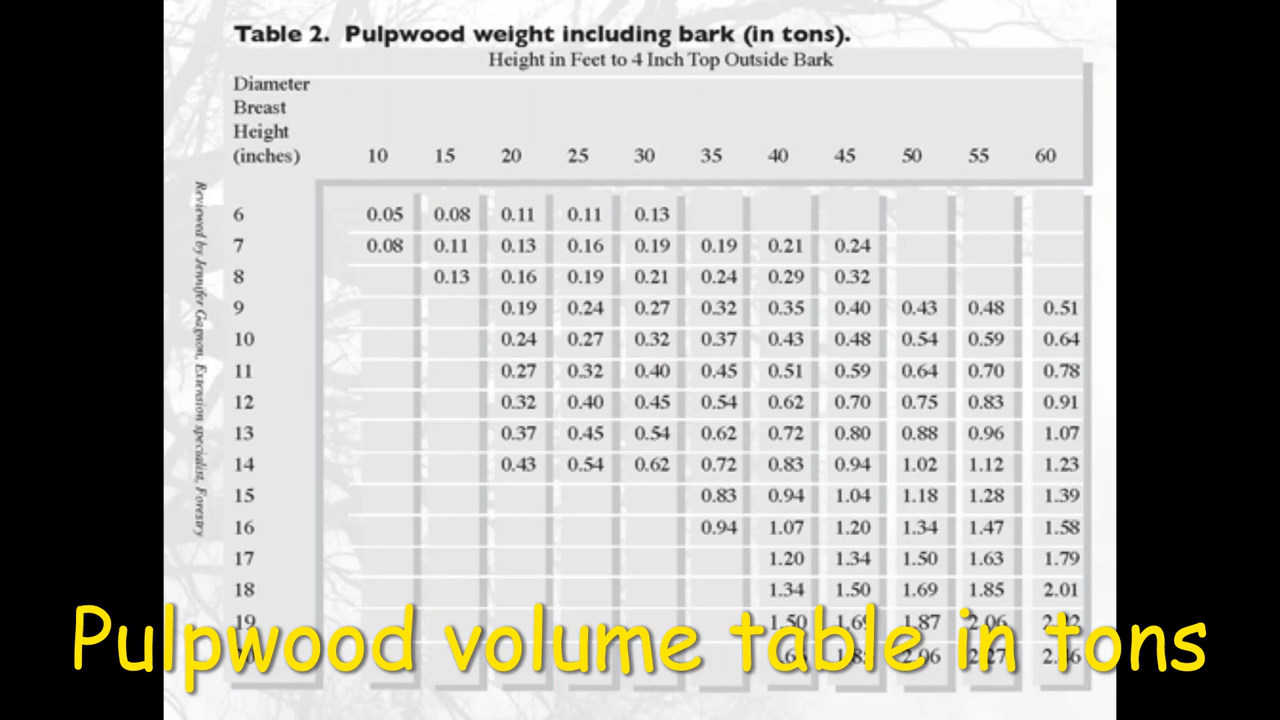 Table 2. Pulpwood weight including bark (in tons).
Height in Feet to 4 Inch Top Outside Bark
Diameter
Breast
Height
(inches) 10 15 20 25 30 35 40 45 50 55 60
6 0.05 0.08 0.11 0.11 0.13
7 0.08 0.11 0.13 0.16 0.19 0.19 0.21 0.24
8 0.13 0.16 0.19 0.21 0.24 0.29 0.32
9 0.19 0.24 0.27 0.32 0.35 0.40 0.43 0.48 0.51
10 0.24 0.27 0.32 0.37 0.43 0.48 0.54 0.59 0.64
11 0.27 0.32 0.40 0.45 0.51 0.59 0.64 0.70 0.78
12 0.32 0.40 0.45 0.54 0.62 0.70 0.75 0.83 0.91
13 0.37 0.45 0.54 0.62 0.72 0.80 0.88 0.96 1.07
14 0.43 0.54 0.62 0.72 0.83 0.94 1.02 1.12 1.23
15 0.83 0.94 1.04 1.18 1.28 1.39
16 0.94 1.07 1.20 1.34 1.47 1.58
17 1.20 1.34 1.50 1.63 1.79
18 1.34 1.50 1.69 1.85 2.01
19 1.50 1.69 1.87 2.06
Reviewed by Jennifer Gagnon, Extension specialist, Forestry
Pulpwood volume table in tons